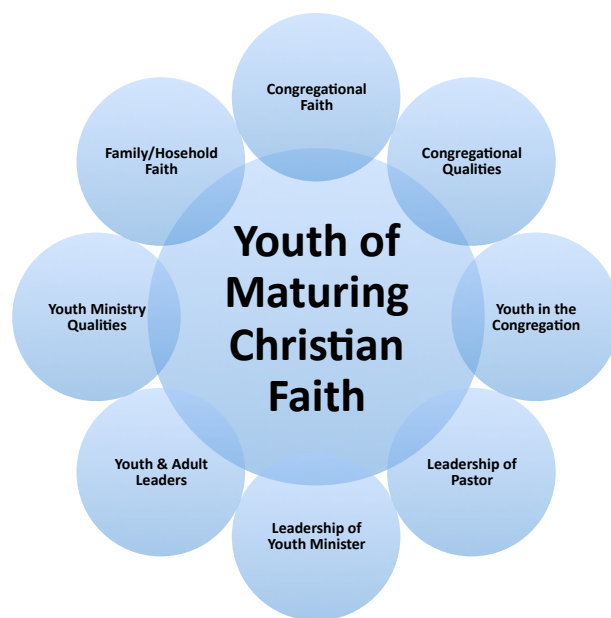 Congregational
Faith
Family/Hosehold
Faith
Congregational
Qualities
Youth of
Maturing
Christian
Faith
Youth Ministry
Qualities
Youth in the
Congregation
Youth & Adult
Leaders
Leadership of
Pastor
Leadership of
Youth Minister